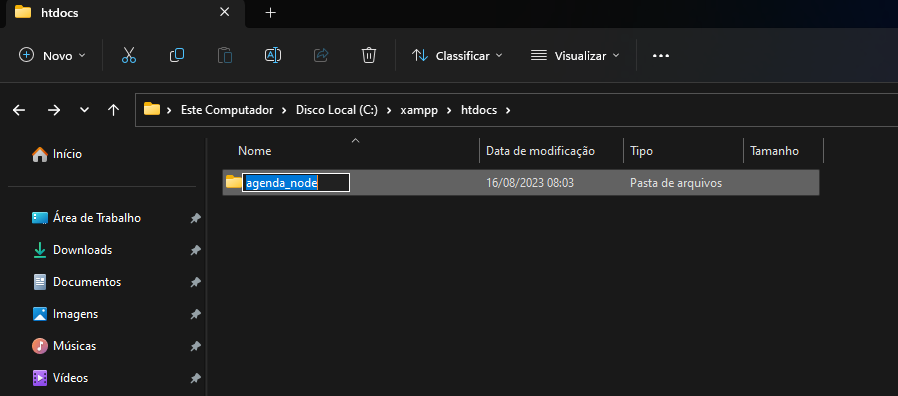 htdocs
Novo
Classificar
Visualizar
Este Computador > Disco Local (C:) > xampp > htdocs >
Início
Nome Data de modificação Tipo Tamanho
agenda_node 16/08/2023 08:03 Pasta de arquivos
Área de Trabalho
Downloads
Documentos
Imagens
Músicas
Vídeos